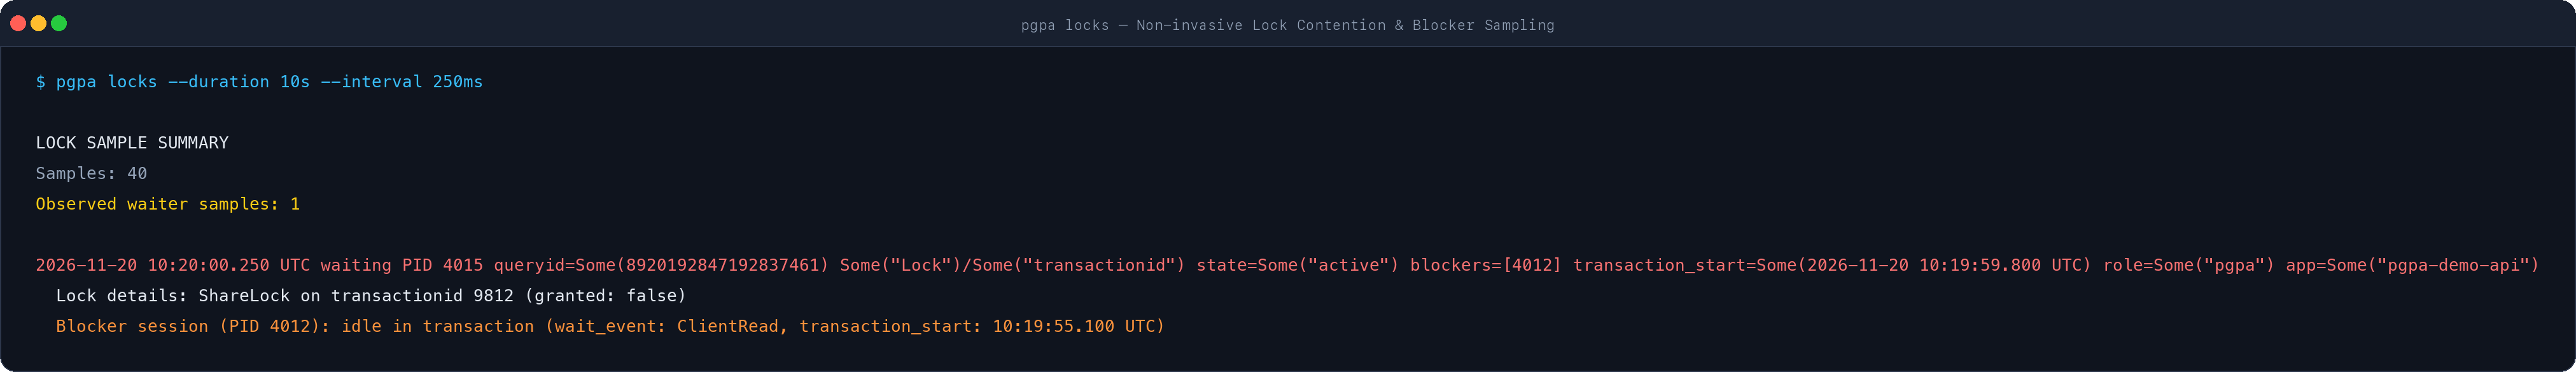 pgpa locks — Non-invasive Lock Contention & Blocker Sampling
$ pgpa locks --duration 10s --interval 250ms
LOCK SAMPLE SUMMARY
Samples: 40
Observed waiter samples: 1
2026-11-20 10:20:00.250 UTC waiting PID 4015 queryid=Some(8920192847192837461) Some("Lock")/Some("transactionid") state=Some("active") blockers=[4012] transaction_start=Some(2026-11-20 10:19:59.800 UTC) role=Some("pgpa") app=Some("pgpa-demo-api")
Lock details: ShareLock on transactionid 9812 (granted: false)
Blocker session (PID 4012): idle in transaction (wait_event: ClientRead, transaction_start: 10:19:55.100 UTC)